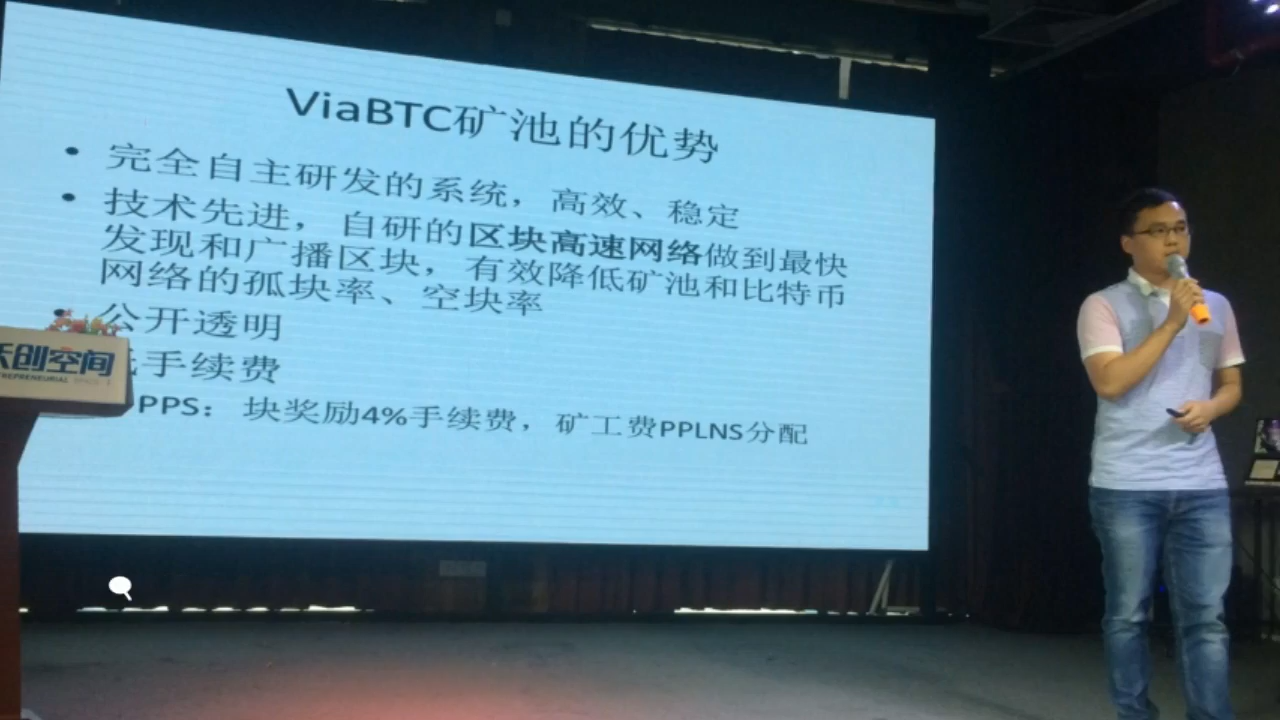 ViaBTC矿池的优势
• 完全自主研发的系统，高效、稳定
• 技术先进，自研的区块高速网络做到最快
发现和广播区块，有效降低矿池和比特币
网络的孤块率、空块率
公开透明
手续费
PPS：块奖励4%手续费，矿工费PPLNS分配
创空间